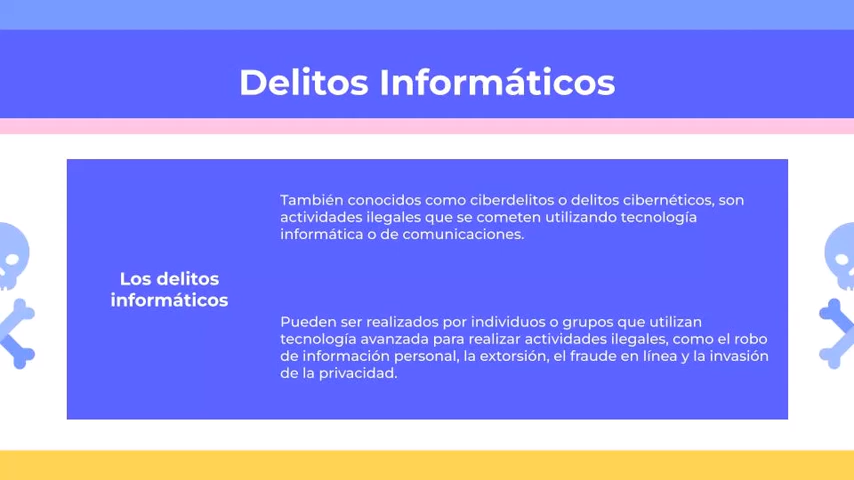 Delitos Informáticos
Los delitos
informáticos
También conocidos como ciberdelitos o delitos cibernéticos, son
actividades ilegales que se cometen utilizando tecnología
informática o de comunicaciones.
Pueden ser realizados por individuos o grupos que utilizan
tecnología avanzada para realizar actividades ilegales, como el robo
de información personal, la extorsión, el fraude en línea y la invasión
de la privacidad.